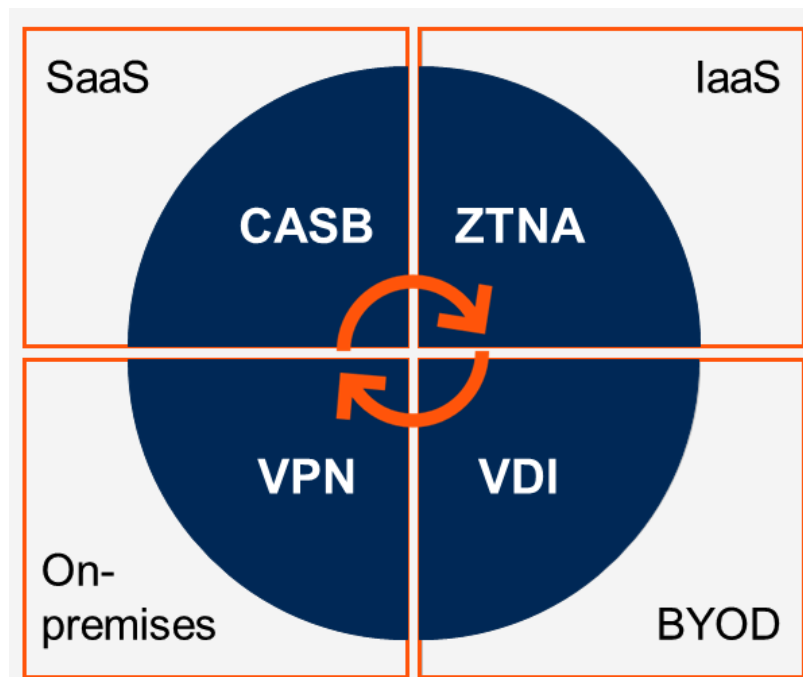 SaaS
IaaS
CASB
ZTNA
VPN
VDI
On-
premises
BYOD